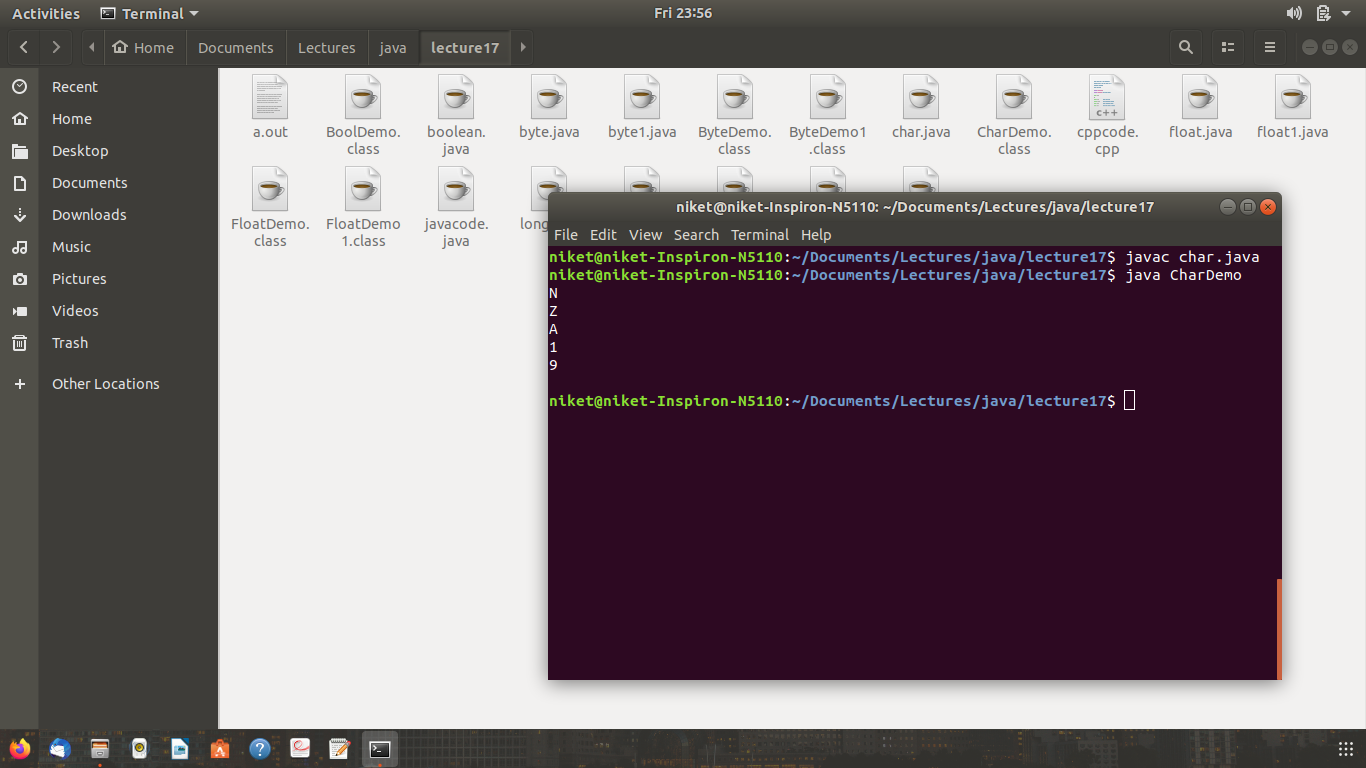 Activities Terminal Fri 23:56
Home Documents Lectures java lecture17
Recent
Home
Desktop
Documents
Downloads
Music
Pictures
Videos
Trash
Other Locations
a.out BoolDemo. boolean. byte.java byte1.java ByteDemo. ByteDemo1 char.java CharDemo. cppcode. float.java float1.java
class java class .class class cpp
C++
FloatDemo. FloatDemo javacode. long
class 1.class java
niket@niket-Inspiron-N5110: ~/Documents/Lectures/java/lecture17
File Edit View Search Terminal Help
niket@niket-Inspiron-N5110:~/Documents/Lectures/java/lecture17$ javac char.java
niket@niket-Inspiron-N5110:~/Documents/Lectures/java/lecture17$ java CharDemo
N
Z
A
1
9
niket@niket-Inspiron-N5110:~/Documents/Lectures/java/lecture17$